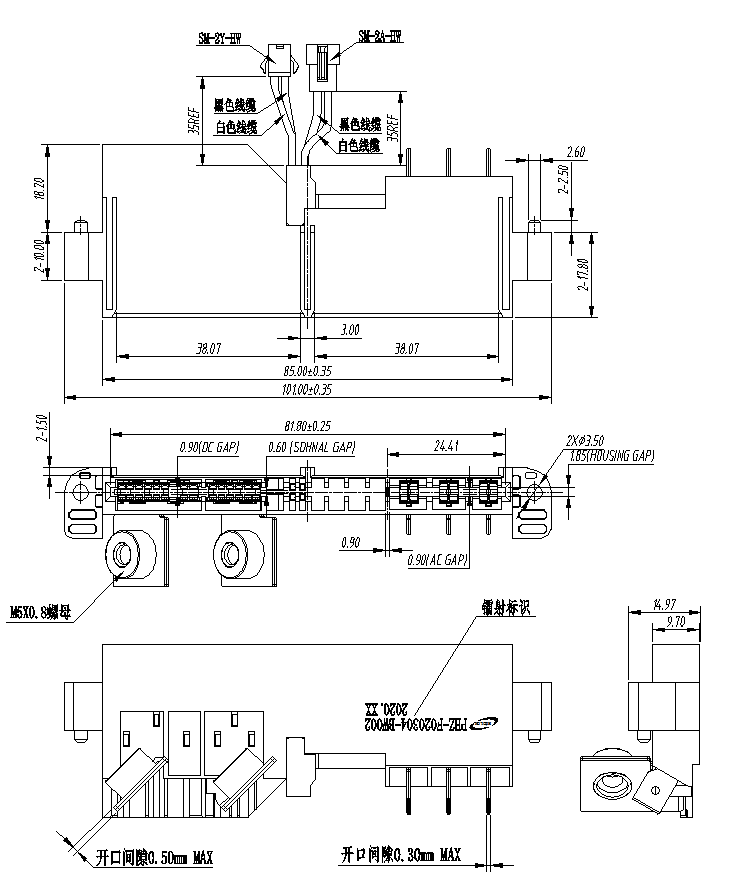 SM-2Y-HW
SM-2A-HW
黑色线缆
白色线缆
35REF
黑色线缆
白色线缆
35REF
2.60
2-2.50
18.20
2-10.00
2-17.80
3.00
38.07
38.07
85.00±0.35
101.00±0.35
81.80±0.25
2-1.50
0.90(DC GAP)
0.60 (SDHNAL GAP)
24.41
2XØ3.50
1.85(HOUSING GAP)
0.90
0.90(AC GAP)
M5X0.8螺母
镭射标识
14.97
9.70
PHZ-F020304-BW002
2020.XX
开口间隙0.50mm MAX
开口间隙0.30mm MAX